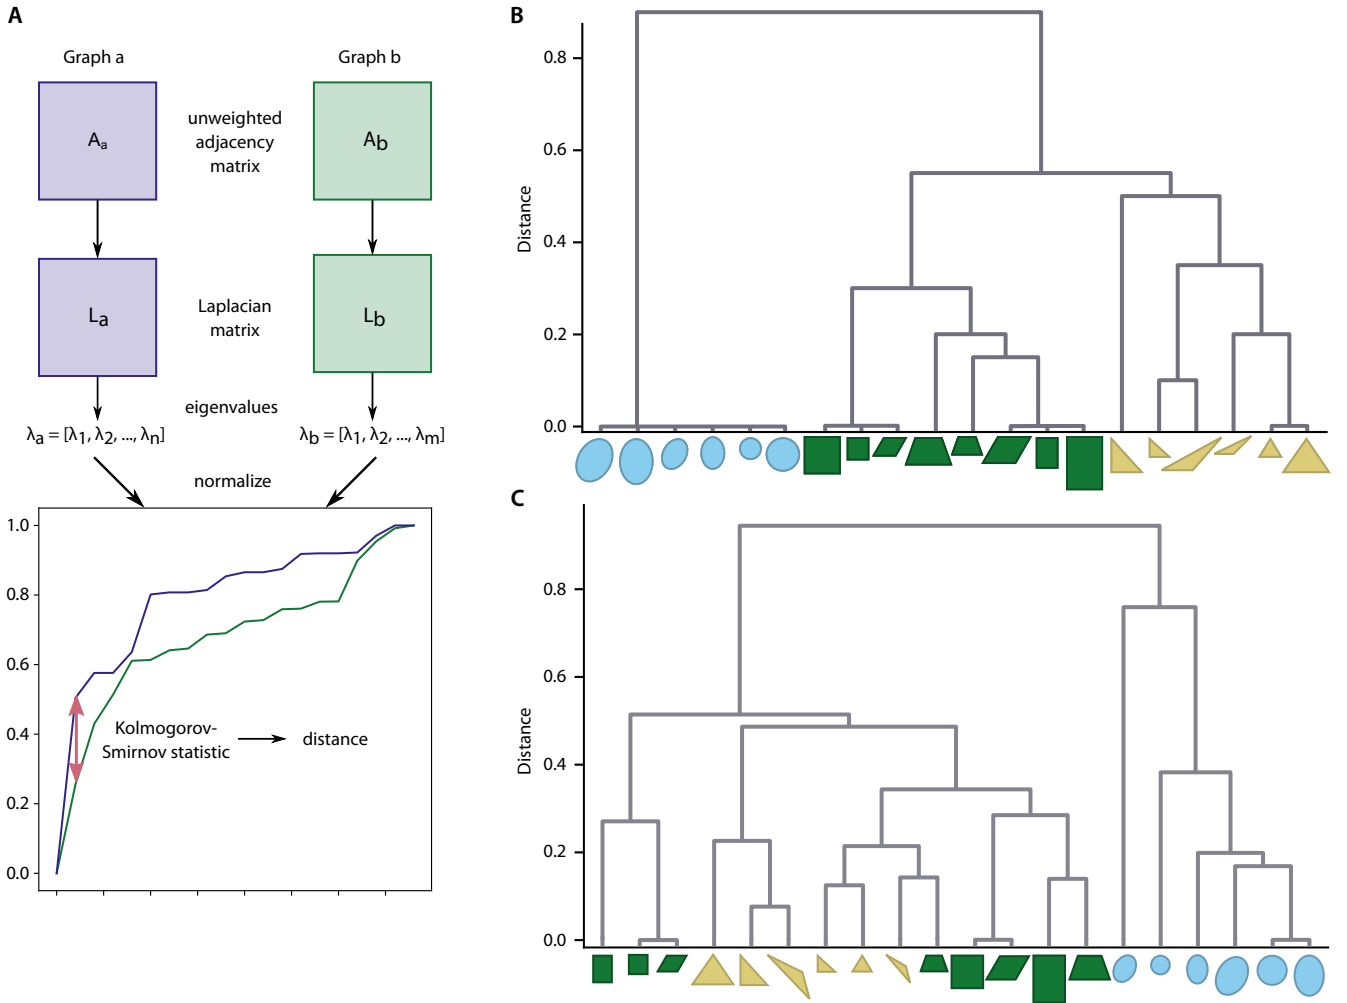 A
Graph a
Graph b
Aa
unweighted
adjacency
matrix
Ab
La
Laplacian
matrix
Lb
eigenvalues
λa = [λ1, λ2, ..., λn]
λb = [λ1, λ2, ..., λm]
normalize
1.0
0.8
0.6
0.4
0.2
0.0
Kolmogorov-
Smirnov statistic
distance
B
Distance
0.8
0.6
0.4
0.2
0.0
C
Distance
0.8
0.6
0.4
0.2
0.0